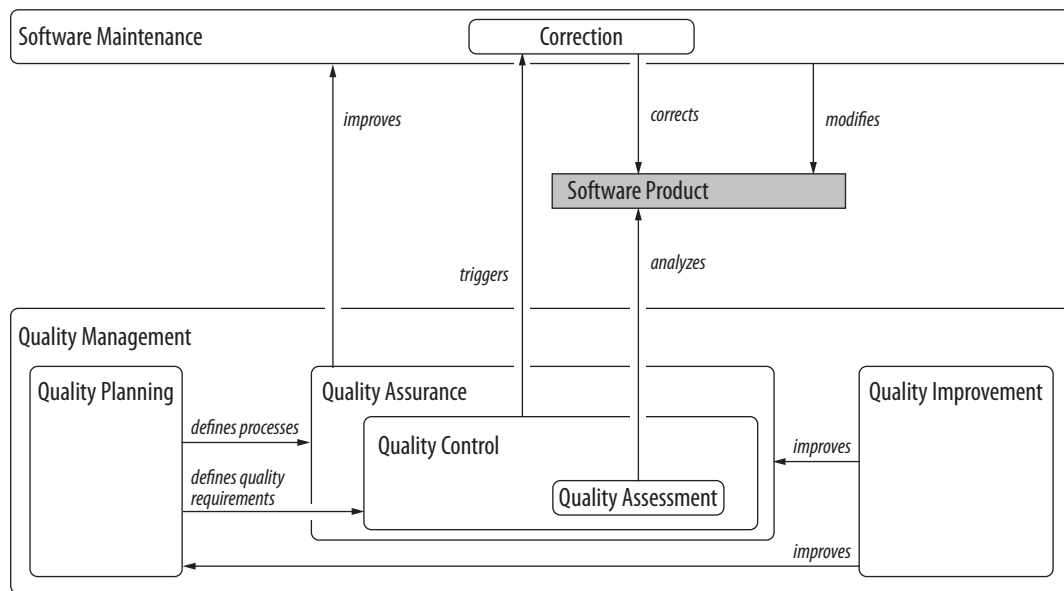 Software Maintenance
Correction
improves
corrects
modifies
Software Product
triggers
analyzes
Quality Management
Quality Planning
Quality Assurance
Quality Improvement
defines processes
Quality Control
improves
defines quality
requirements
Quality Assessment
improves